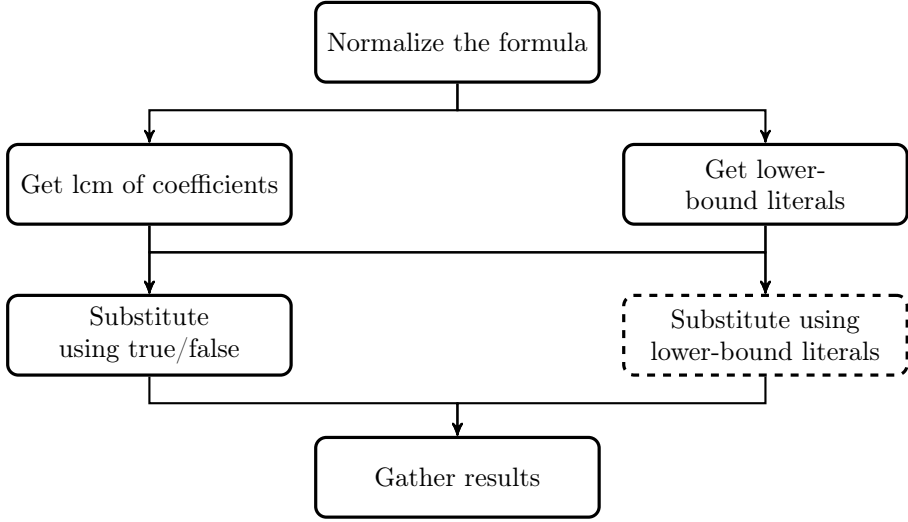 Normalize the formula
Get lcm of coefficients
Get lower-
bound literals
Substitute
using true/false
Substitute using
lower-bound literals
Gather results